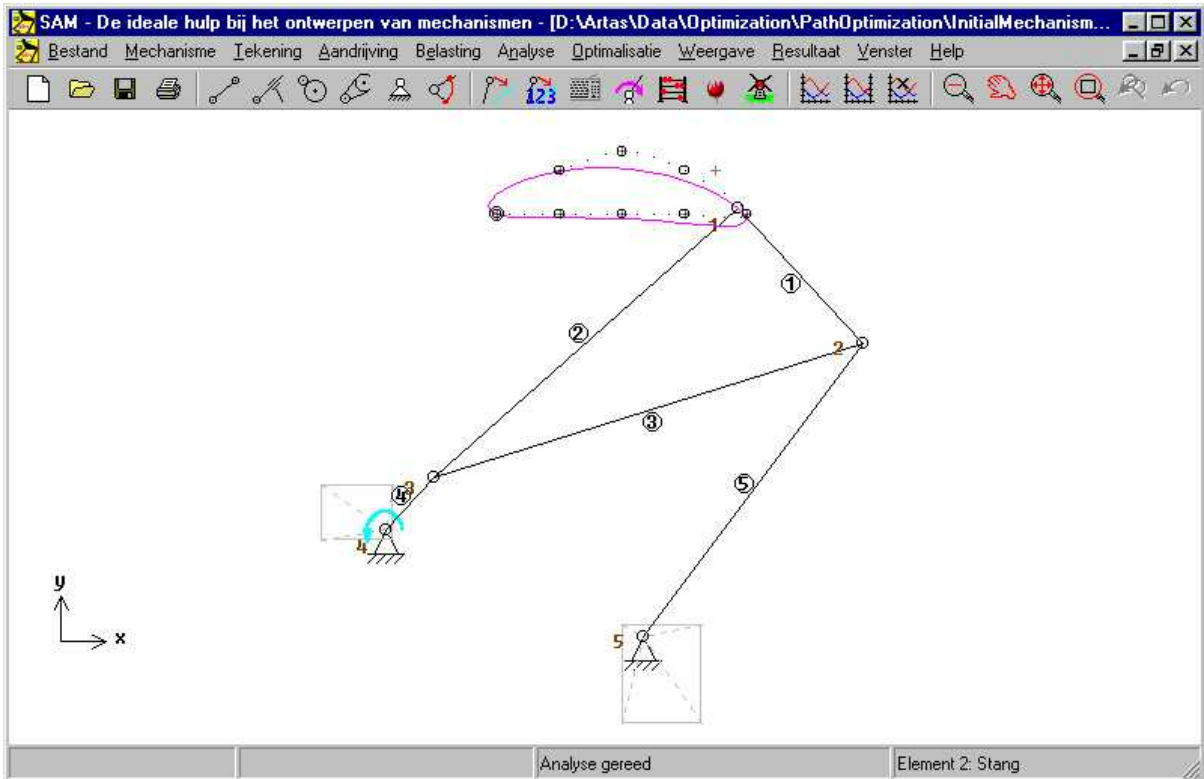 SAM - De ideale hulp bij het ontwerpen van mechanismen - [D:\Artas\Data\Optimization\PathOptimization\InitialMechanism...
Bestand Mechanisme Tekening Aandrijving Belasting Analyse Optimalisatie Weergave Resultaat Venster Help
123
1
1
2
2
3
3
4
5
4
y
x
5
Analyse gereed Element 2: Stang